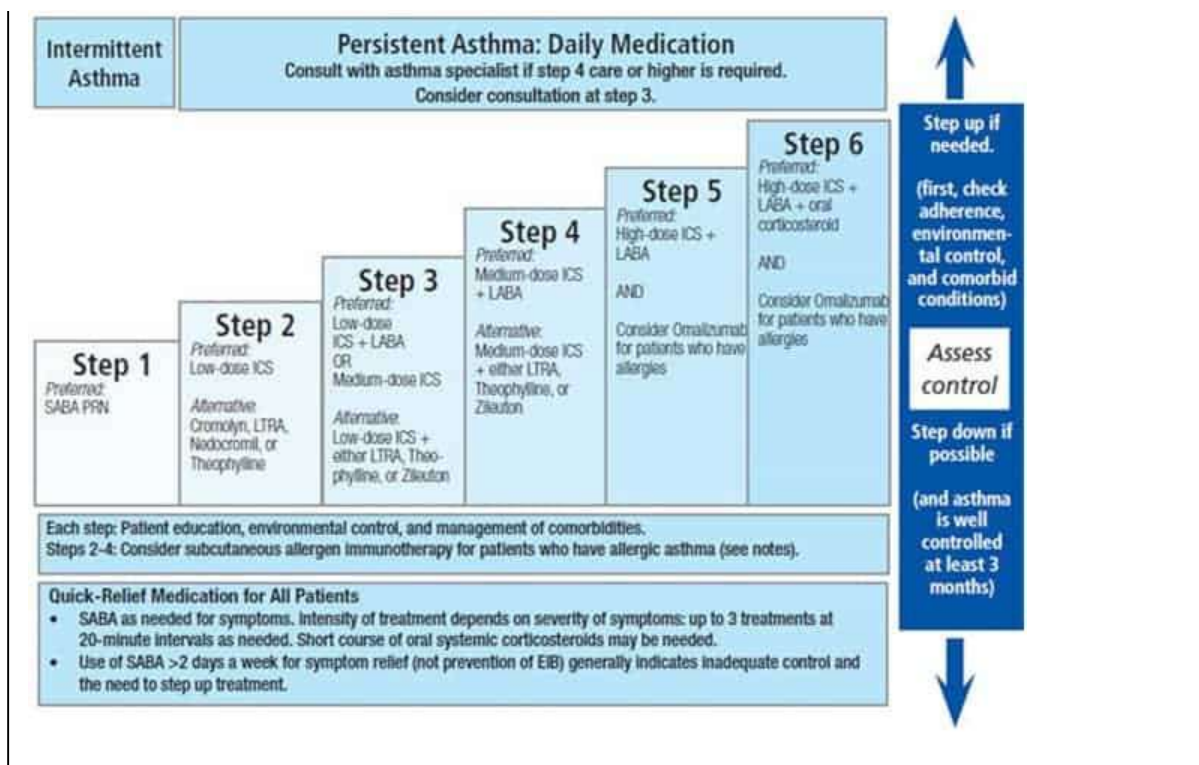 Intermittent
Asthma
Persistent Asthma: Daily Medication
Consult with asthma specialist if step 4 care or higher is required.
Consider consultation at step 3.
Step 1
Preferred:
SABA PRN
Step 2
Preferred:
Low-dose ICS
Alternative:
Cromolyn, LTRA,
Nedocromil, or
Theophylline
Step 3
Preferred:
Low-dose
ICS + LABA
OR
Medium-dose ICS
Alternative:
Low-dose ICS +
either LTRA, Theo-
phylline, or Zileuton
Step 4
Preferred:
Medium-dose ICS
+ LABA
Alternative:
Medium-dose ICS
+ either LTRA,
Theophylline, or
Zileuton
Step 5
Preferred:
High-dose ICS +
LABA
AND
Consider Omalizumab
for patients who have
allergies
Step 6
Preferred:
High-dose ICS +
LABA + oral
corticosteroid
AND
Consider Omalizumab
for patients who have
allergies
Each step: Patient education, environmental control, and management of comorbidities.
Steps 2-4: Consider subcutaneous allergen immunotherapy for patients who have allergic asthma (see notes).
Quick-Relief Medication for All Patients
• SABA as needed for symptoms. Intensity of treatment depends on severity of symptoms: up to 3 treatments at
20-minute intervals as needed. Short course of oral systemic corticosteroids may be needed.
• Use of SABA >2 days a week for symptom relief (not prevention of EIB) generally indicates inadequate control and
the need to step up treatment.
Step up if
needed.
(first, check
adherence,
environmen-
tal control,
and comorbid
conditions)
Assess
control
Step down if
possible
(and asthma
is well
controlled
at least 3
months)